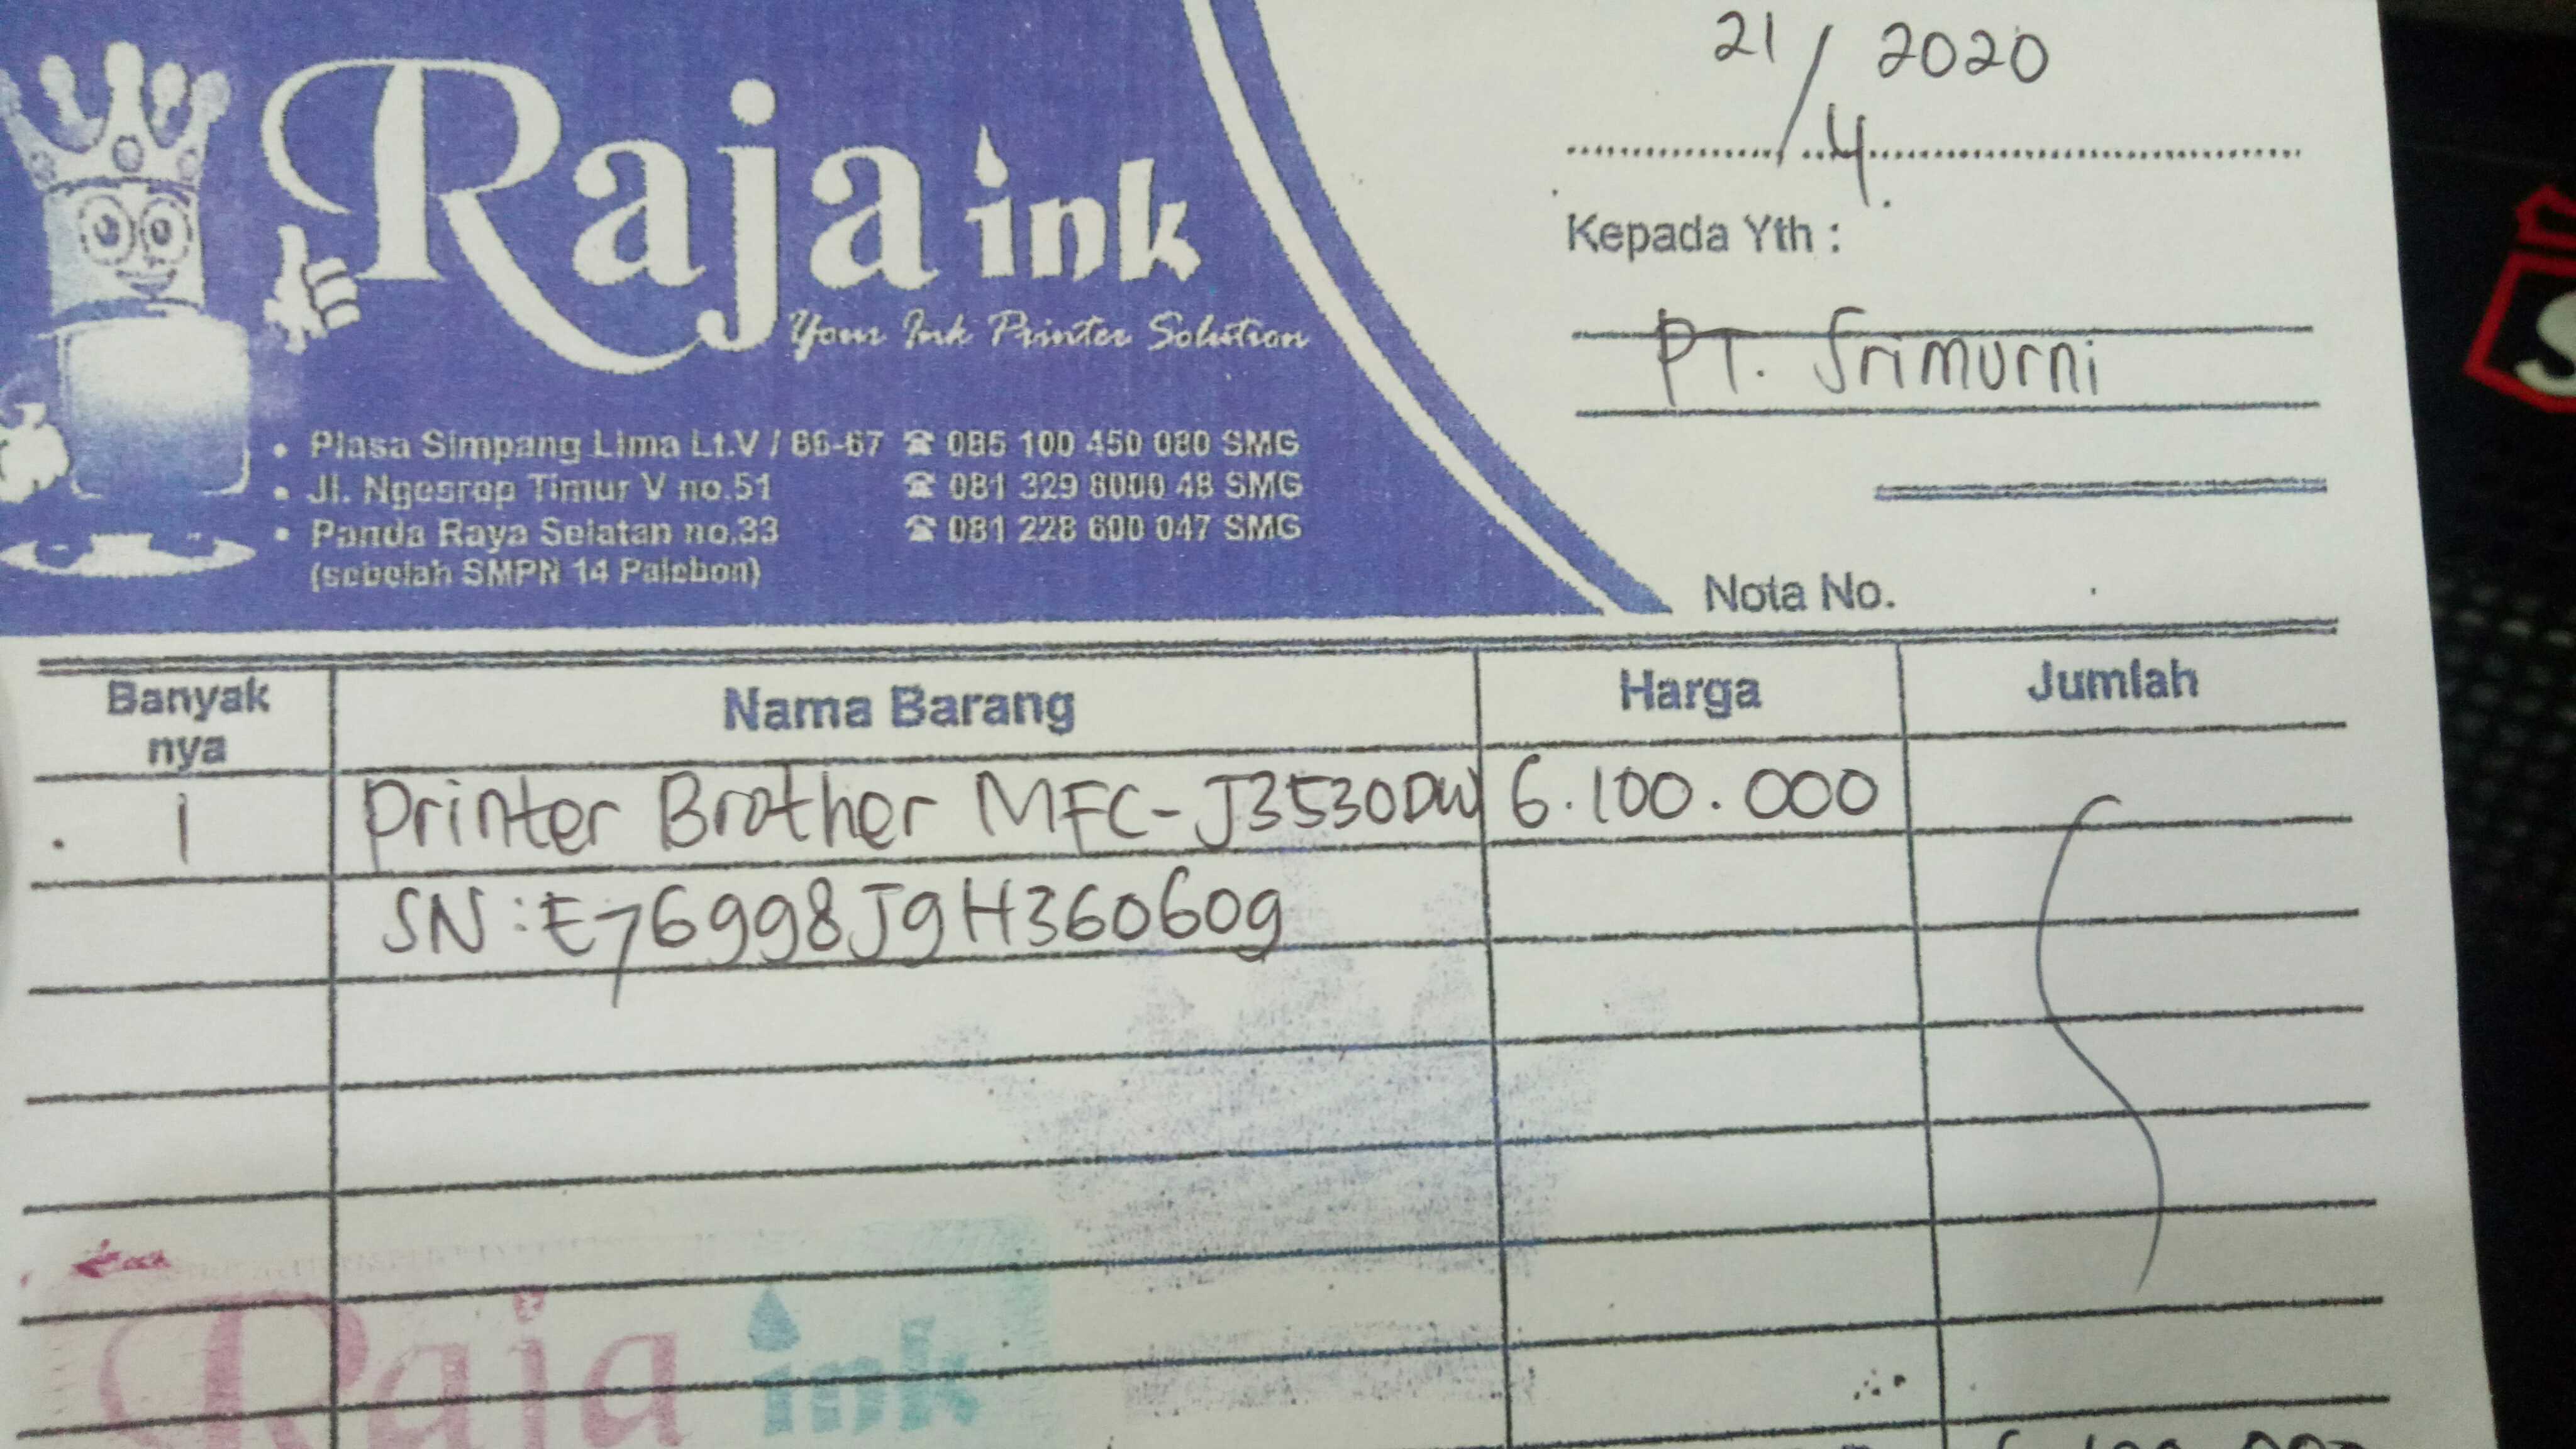 Raja ink
Your Ink Printer Solution
• Plasa Simpang Lima Lt.V / 66-67 ☎ 085 100 450 080 SMG
• Jl. Ngesrep Timur V no.51 ☎ 081 329 8000 48 SMG
• Panda Raya Selatan no.33 ☎ 081 228 600 047 SMG
(sebelah SMPN 14 Palebon)
21/4 2020
Kepada Yth :
PT. Srimurni
Nota No.
Banyak nya Nama Barang Harga Jumlah
1 Printer Brother MFC-J3530DW 6.100.000
SN:E76998J9H360609
Raja ink